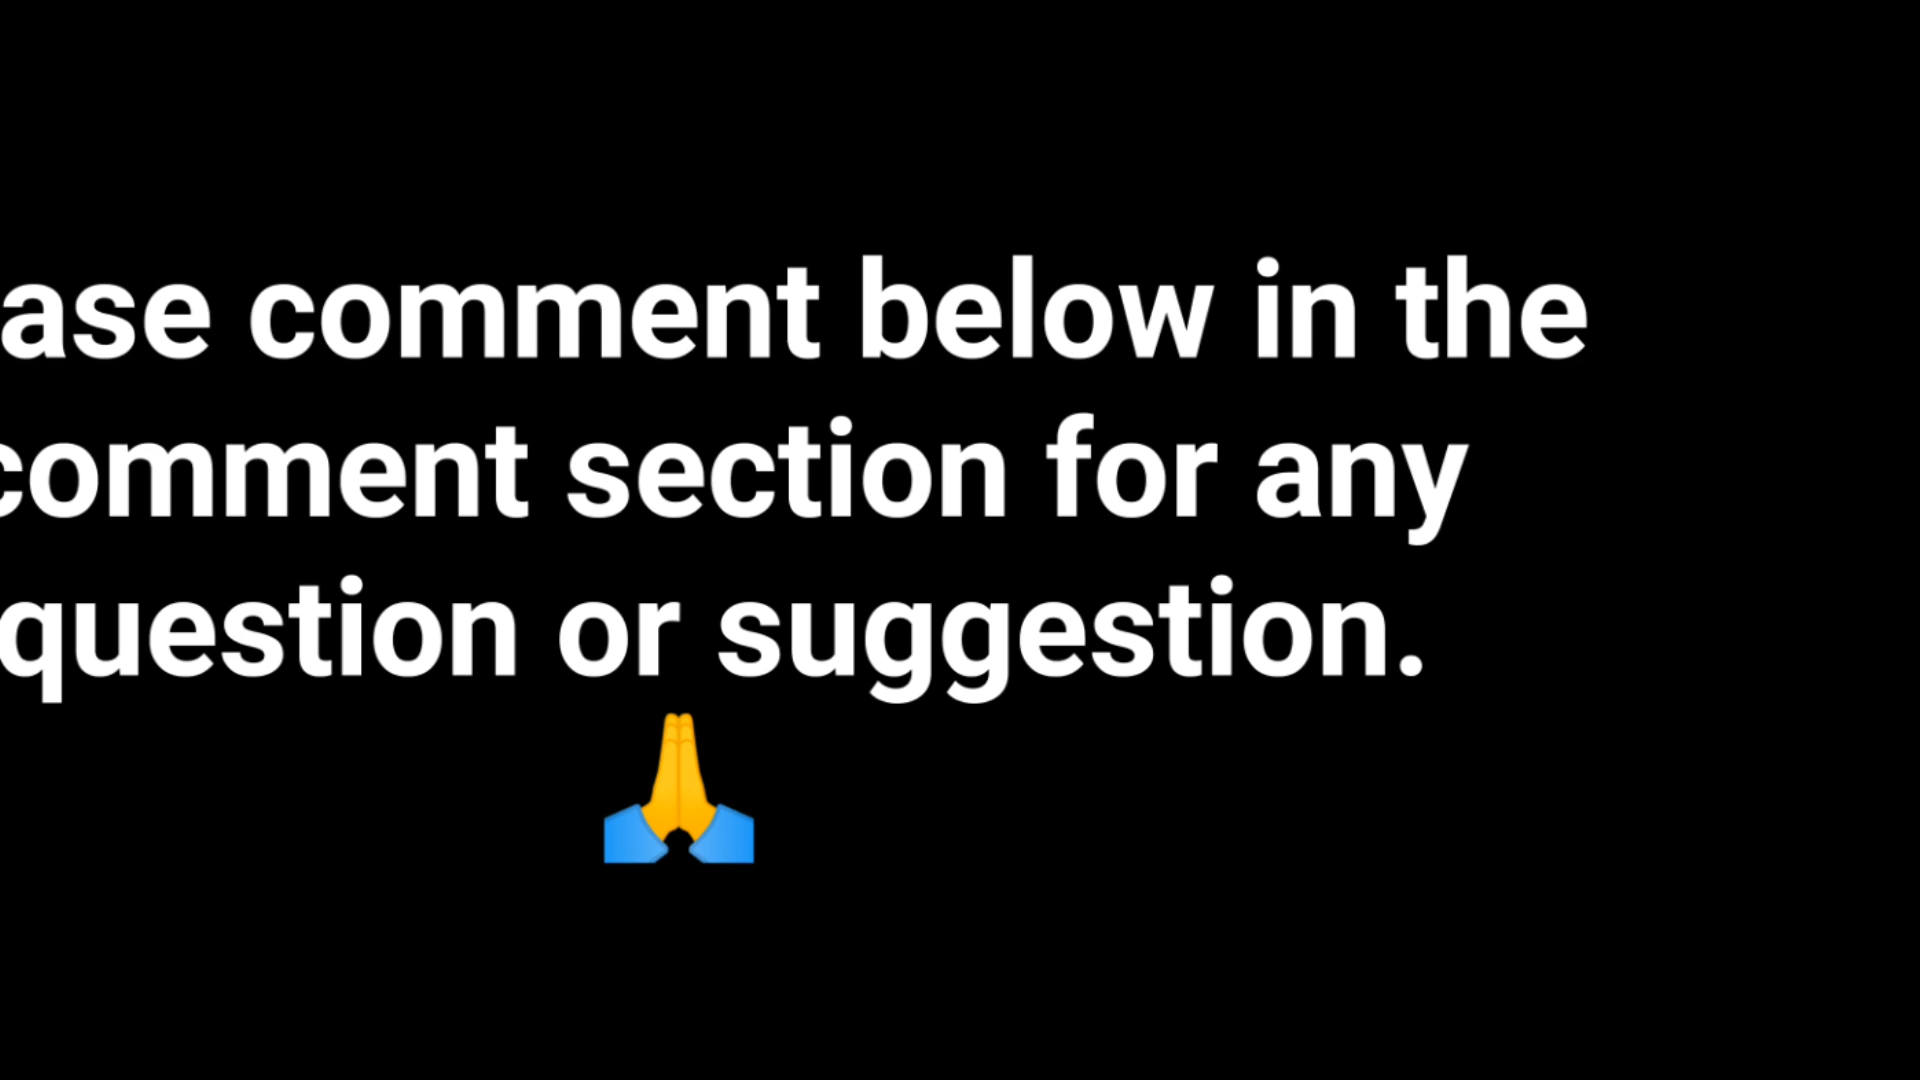 ase comment below in the
comment section for any
question or suggestion.
🙏